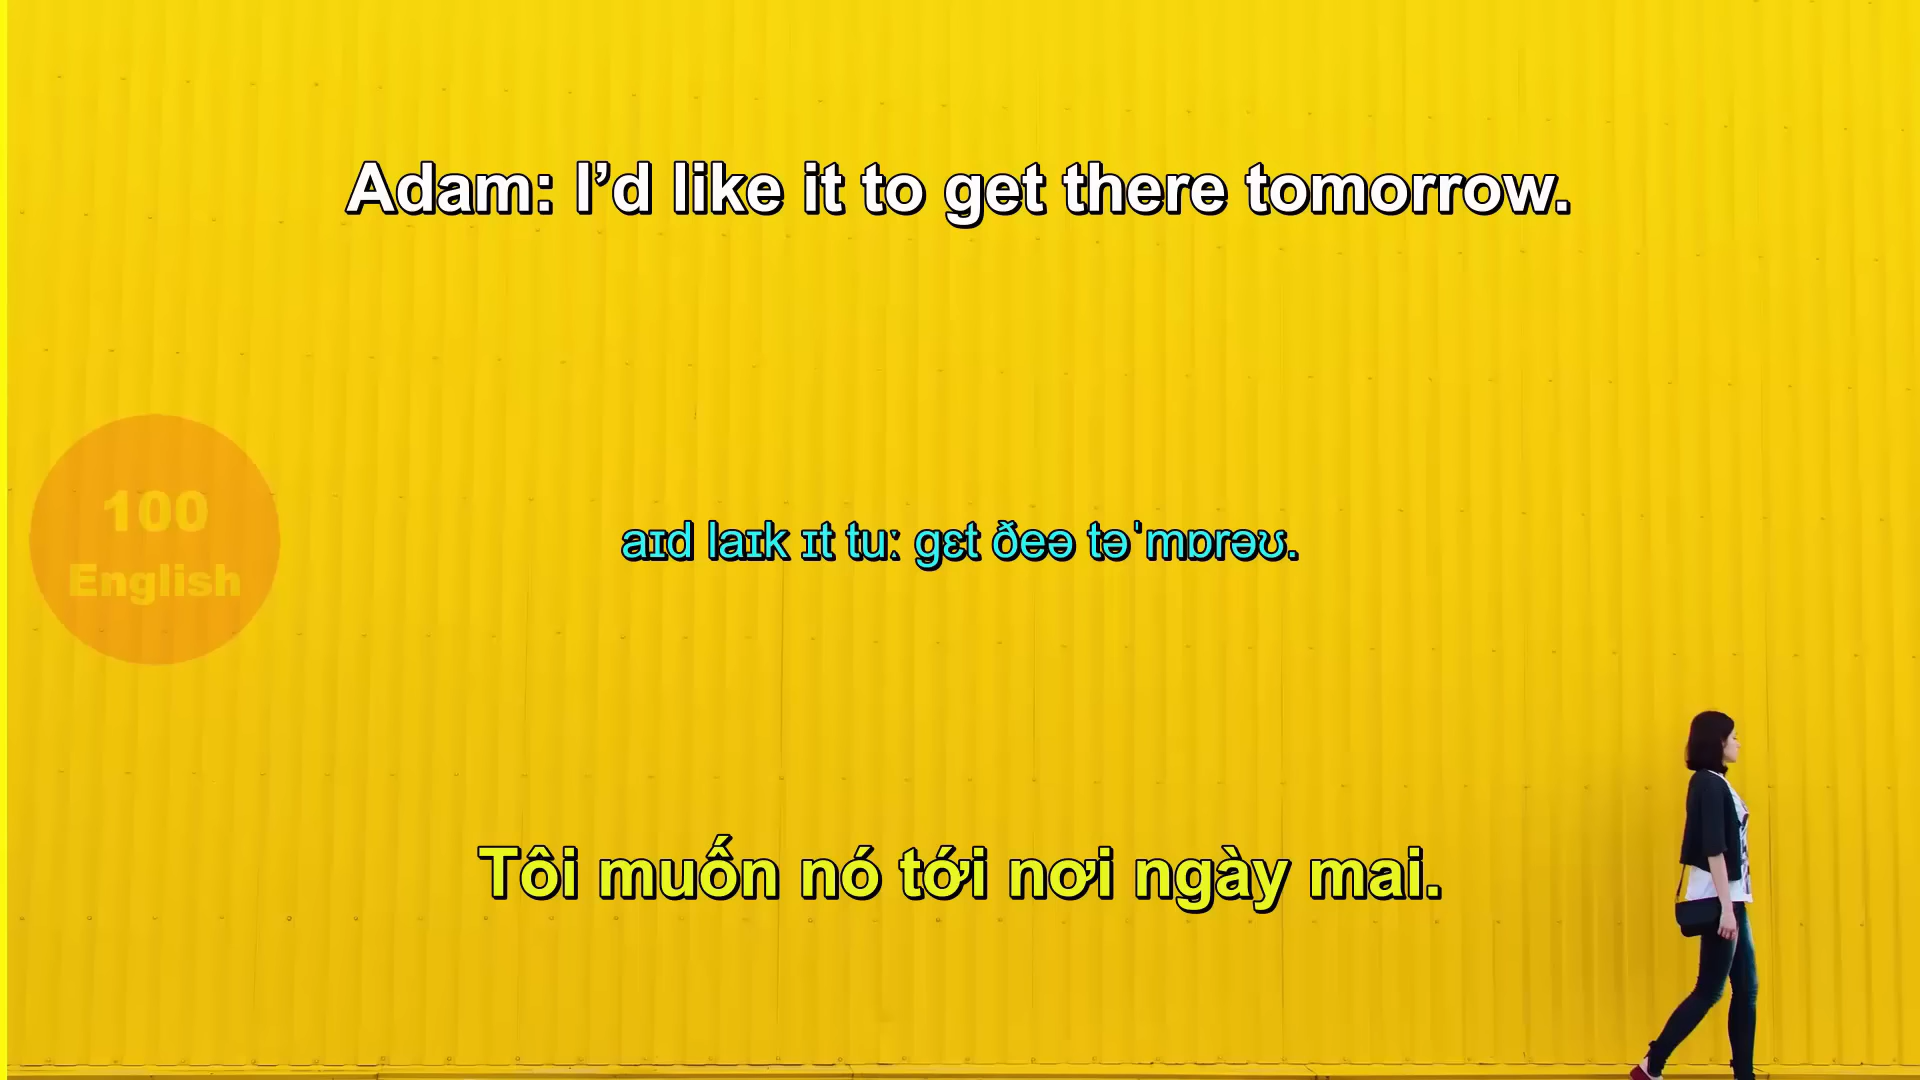 Adam: I’d like it to get there tomorrow.
100
English
aɪd laɪk ɪt tuː gɛt ðeə təˈmɒrəʊ.
Tôi muốn nó tới nơi ngày mai.